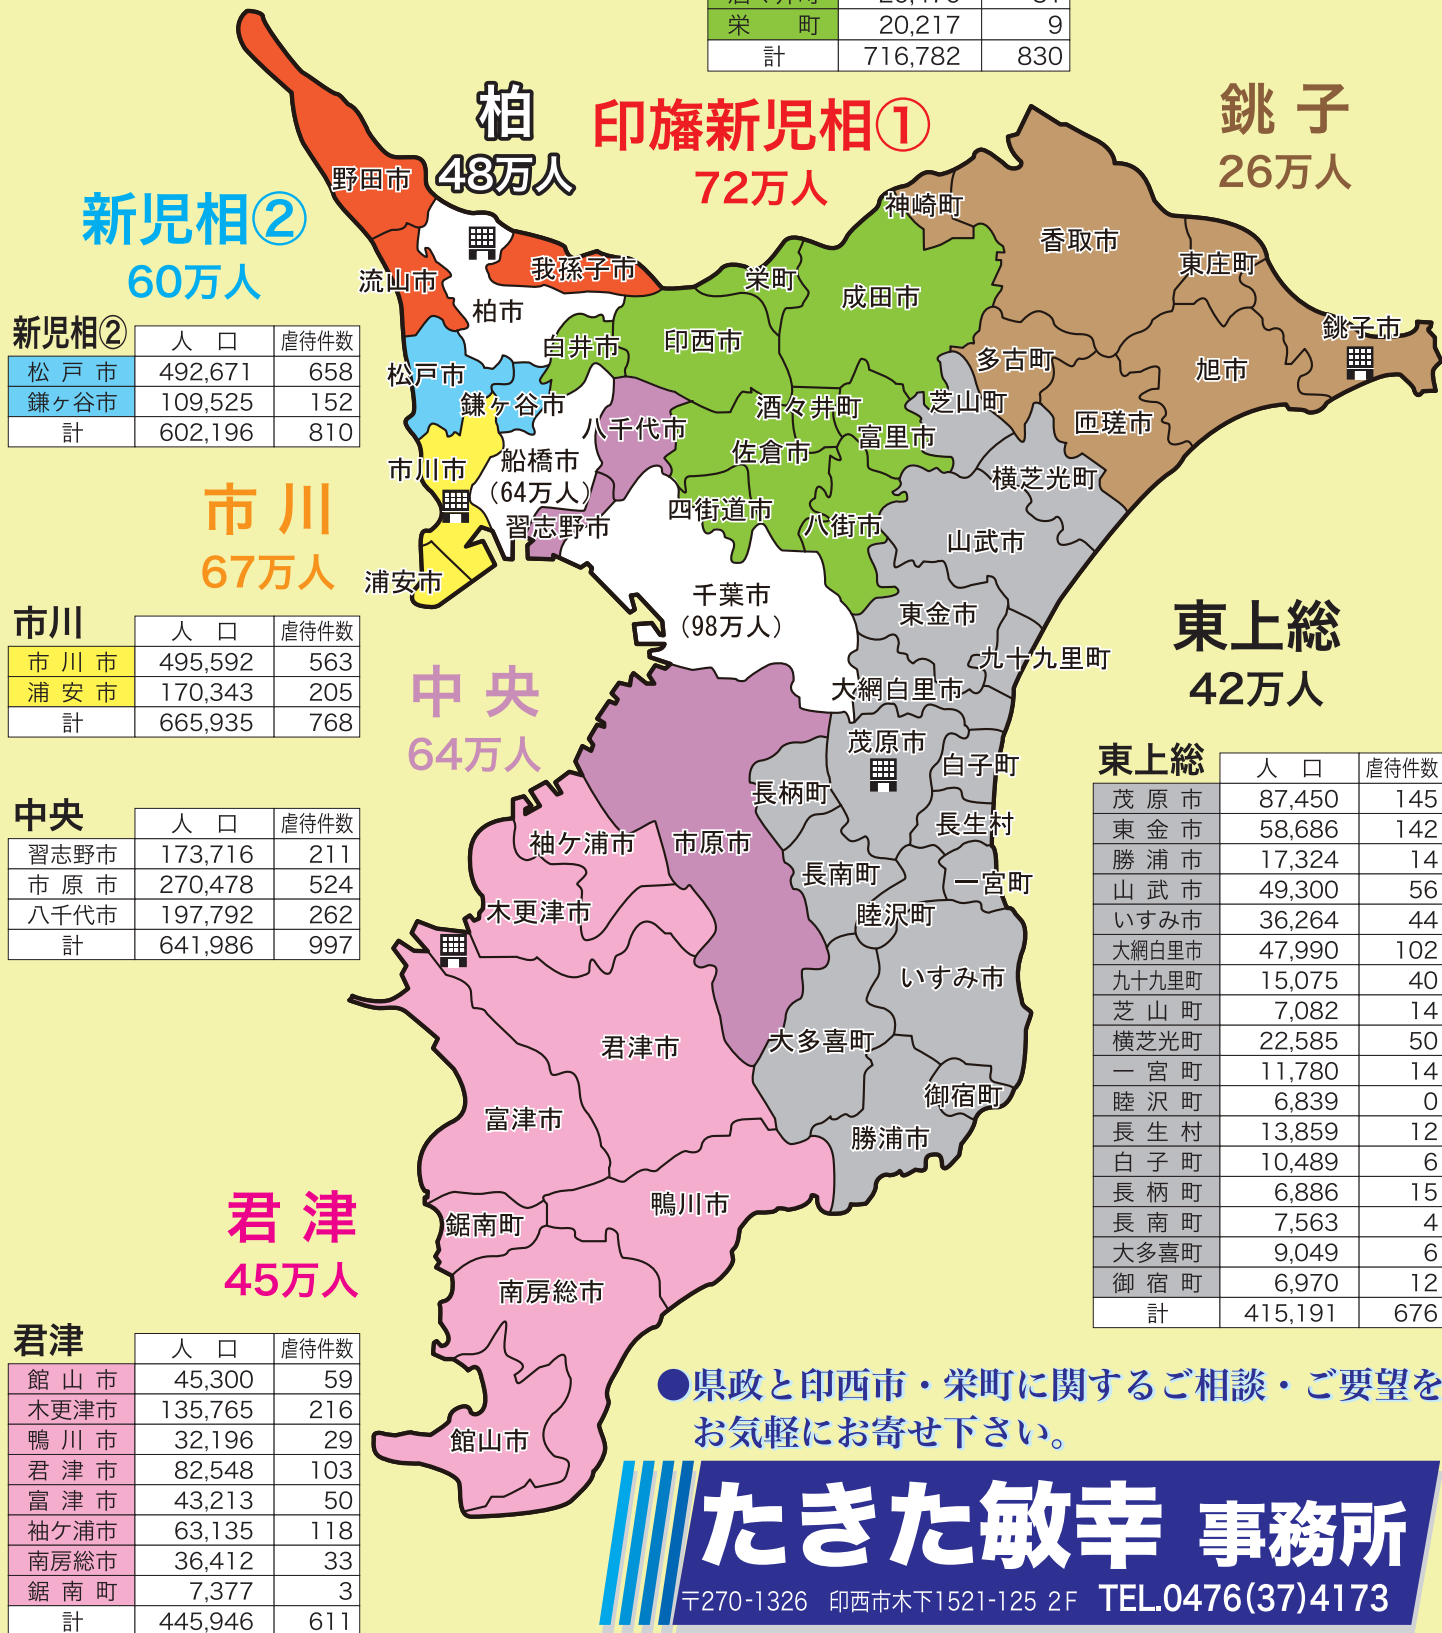 栄町 20,217 9
計 716,782 830
柏
48万人
印旛新児相①
72万人
銚子
26万人
新児相②
60万人
新児相② 人口 虐待件数
松戸市 492,671 658
鎌ヶ谷市 109,525 152
計 602,196 810
市川
67万人
市川 人口 虐待件数
市川市 495,592 563
浦安市 170,343 205
計 665,935 768
中央
64万人
中央 人口 虐待件数
習志野市 173,716 211
市原市 270,478 524
八千代市 197,792 262
計 641,986 997
東上総
42万人
東上総 人口 虐待件数
茂原市 87,450 145
東金市 58,686 142
勝浦市 17,324 14
山武市 49,300 56
いすみ市 36,264 44
大網白里市 47,990 102
九十九里町 15,075 40
芝山町 7,082 14
横芝光町 22,585 50
一宮町 11,780 14
睦沢町 6,839 0
長生村 13,859 12
白子町 10,489 6
長柄町 6,886 15
長南町 7,563 4
大多喜町 9,049 6
御宿町 6,970 12
計 415,191 676
君津
45万人
君津 人口 虐待件数
館山市 45,300 59
木更津市 135,765 216
鴨川市 32,196 29
君津市 82,548 103
富津市 43,213 50
袖ケ浦市 63,135 118
南房総市 36,412 33
鋸南町 7,377 3
計 445,946 611
野田市
流山市
我孫子市
柏市
松戸市
鎌ヶ谷市
白井市
印西市
栄町
成田市
神崎町
香取市
東庄町
銚子市
旭市
多古町
匝瑳市
芝山町
横芝光町
酒々井町
富里市
佐倉市
八千代市
船橋市
(64万人)
市川市
習志野市
浦安市
四街道市
八街市
山武市
千葉市
(98万人)
東金市
九十九里町
大網白里市
茂原市
白子町
長柄町
長生村
市原市
袖ケ浦市
長南町
一宮町
木更津市
睦沢町
いすみ市
君津市
大多喜町
御宿町
富津市
勝浦市
鴨川市
鋸南町
南房総市
館山市
●県政と印西市・栄町に関するご相談・ご要望を
お気軽にお寄せ下さい。
たきた敏幸 事務所
〒270-1326 印西市木下1521-125 2F TEL.0476(37)4173